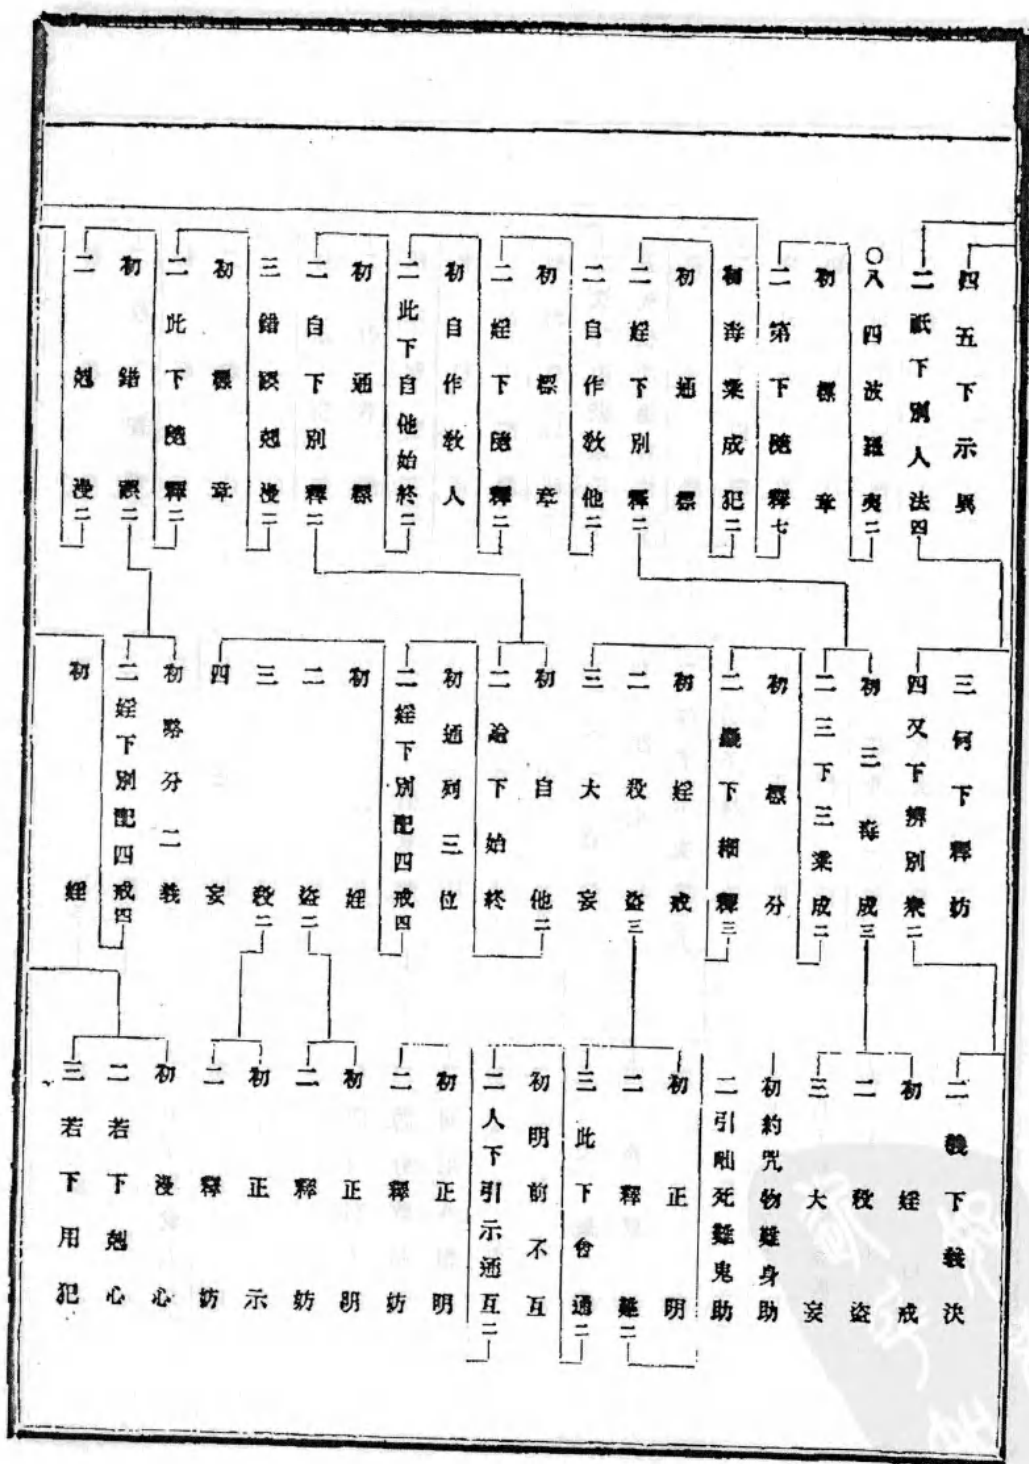 四五下示異
二祇下別人法四
〇入四波羅夷二
初標章
二第下隨釋七
初毒業成犯二
初通標
二婬下別釋二
二自作敎他二
初標章
二婬下隨釋二
初自作敎人
二此下自他始終二
初通標
二自下別釋二
三錯誤尅漫二
初標章
二此下隨釋二
初錯誤二
二尅漫二
三何下釋妨
四又下辨別衆二
初三毒成三
二三下三業成二
初標分
二嚴下細釋三
初婬戒
二殺盜三
三大妄
初自他二
二論下始終
初通列三位
二婬下別配四戒四
初婬
二盜二
三殺二
四妄
初略分二義
二婬下別配四戒四
初婬
二義下義決
初婬戒
二殺盜
三大妄
初約咒物難身助
二引咄死難鬼助
初正明
二釋難二
三此下會通二
初明前不互
二人下引示通互二
初正明
二釋妨
初正明
二釋妨
初正示
二釋妨
初漫心
二若下尅心
三若下用犯